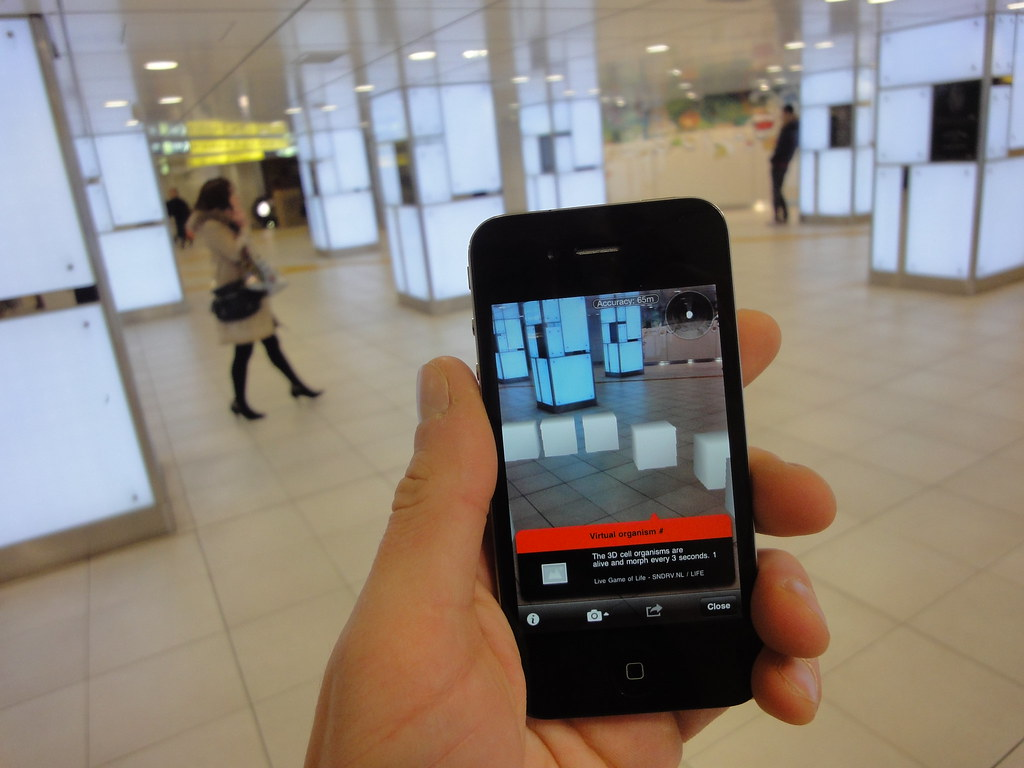 Accuracy: 65m
Virtual organism #
The 3D cell organisms are
alive and morph every 3 seconds. 1
Live Game of Life - SNDRV NL / LIFE
Close